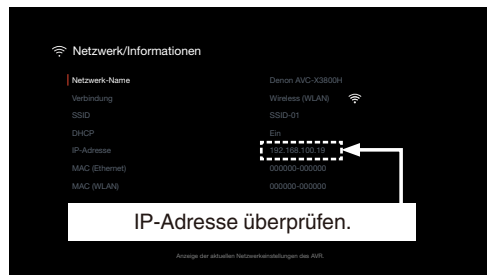 Netzwerk/Informationen
Netzwerk-Name Denon AVC-X3800H
Verbindung Wireless (WLAN)
SSID SSID-01
DHCP Ein
IP-Adresse 192.168.100.19
MAC (Ethernet) 000000-000000
MAC (WLAN) 000000-000000
IP-Adresse überprüfen.
Anzeige der aktuellen Netzwerkeinstellungen des AVR.